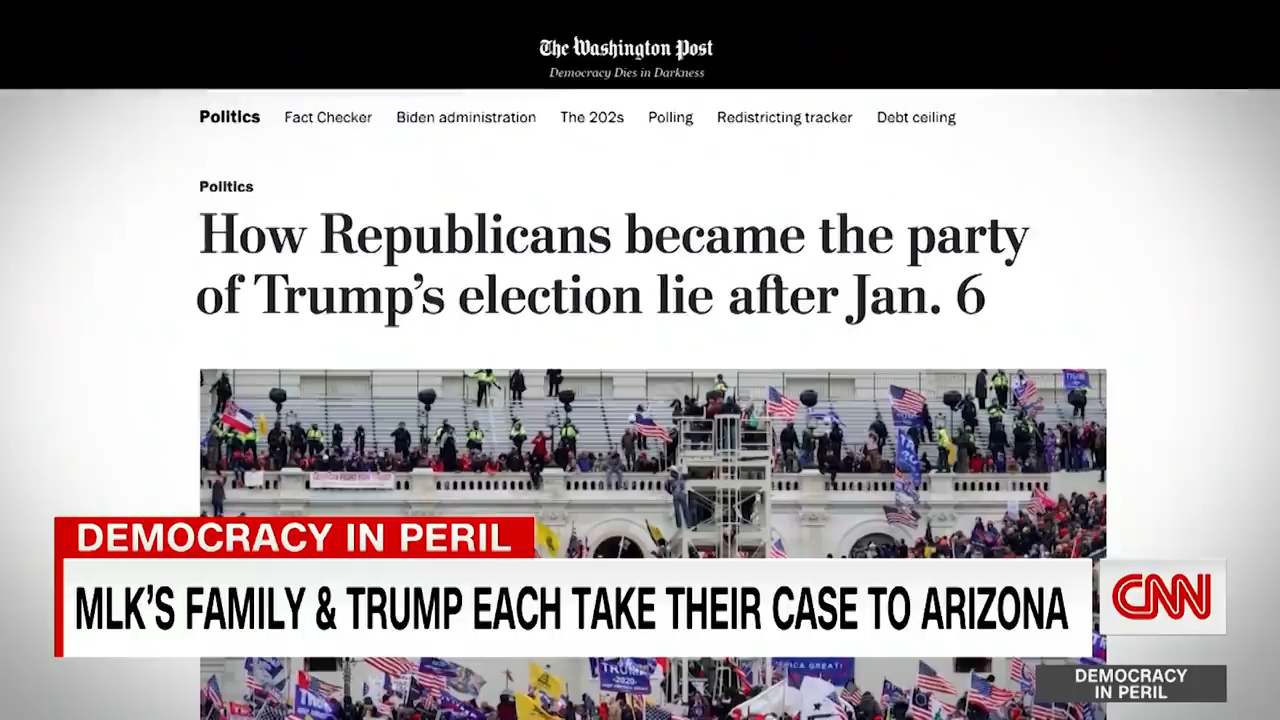 The Washington Post
Democracy Dies in Darkness
Politics Fact Checker Biden administration The 202s Polling Redistricting tracker Debt ceiling
Politics
How Republicans became the party
of Trump's election lie after Jan. 6
DEMOCRACY IN PERIL
MLK'S FAMILY & TRUMP EACH TAKE THEIR CASE TO ARIZONA
CNN
TRUMP
-2020-
DEMOCRACY
IN PERIL